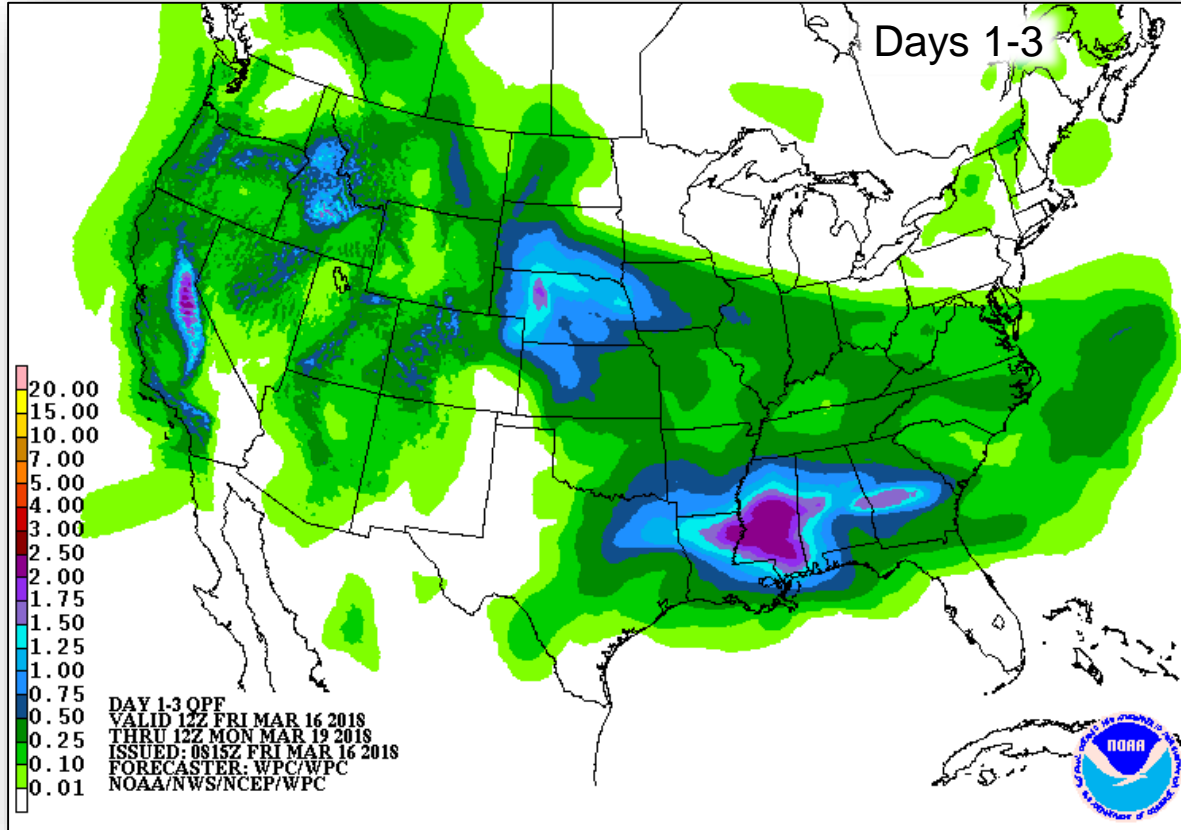 Days 1-3
20.00
15.00
10.00
7.00
5.00
4.00
3.00
2.50
2.00
1.75
1.50
1.25
1.00
0.75
0.50
0.25
0.10
0.01
DAY 1-3 QPF
VALID 12Z FRI MAR 16 2018
THRU 12Z MON MAR 19 2018
ISSUED: 0815Z FRI MAR 16 2018
FORECASTER: WPC/WPC
NOAA/NWS/NCEP/WPC
NOAA